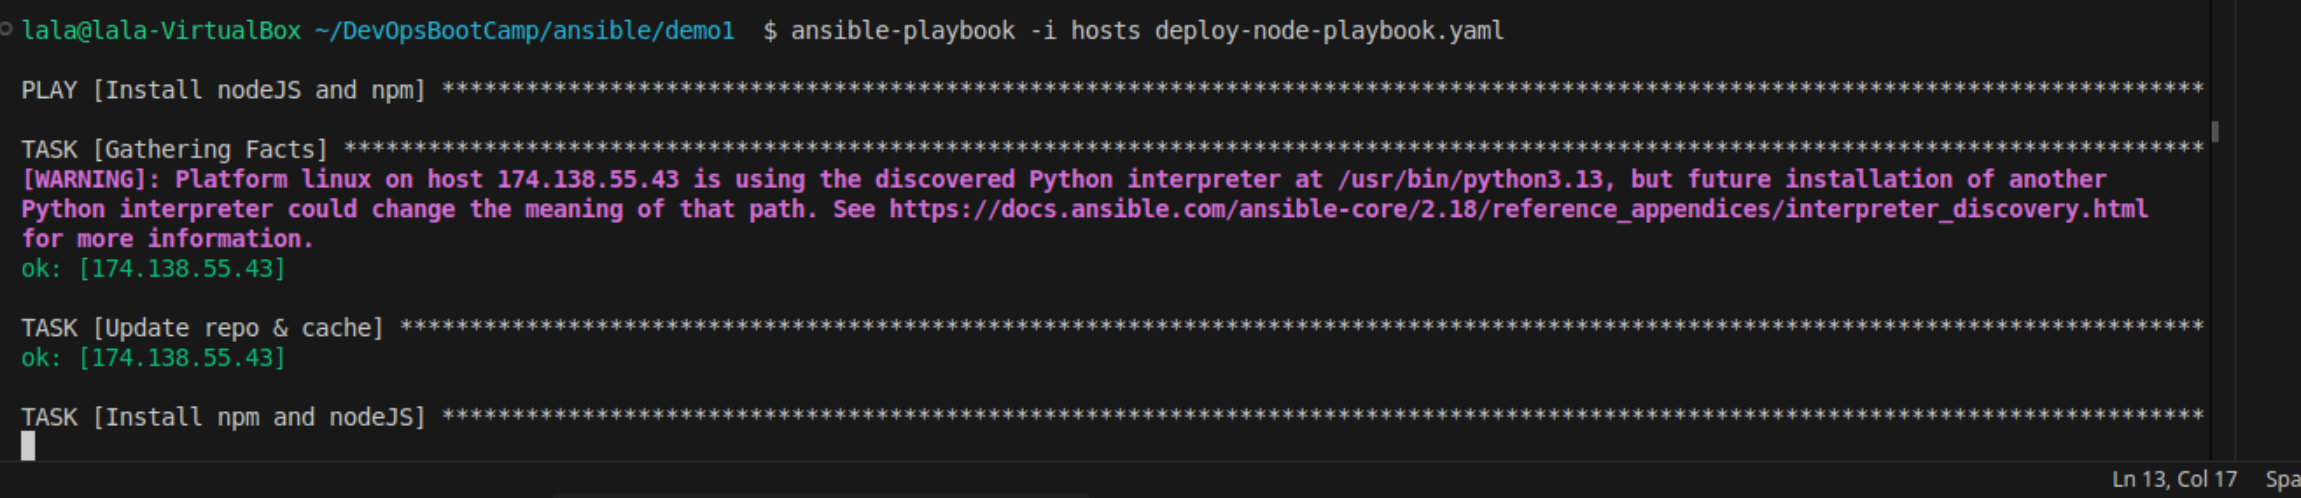 lala@lala-VirtualBox ~/DevOpsBootCamp/ansible/demo1 $ ansible-playbook -i hosts deploy-node-playbook.yaml
PLAY [Install nodeJS and npm] ******************************************************************************************************************************
TASK [Gathering Facts] *************************************************************************************************************************************
[WARNING]: Platform linux on host 174.138.55.43 is using the discovered Python interpreter at /usr/bin/python3.13, but future installation of another
Python interpreter could change the meaning of that path. See https://docs.ansible.com/ansible-core/2.18/reference_appendices/interpreter_discovery.html
for more information.
ok: [174.138.55.43]
TASK [Update repo & cache] *********************************************************************************************************************************
ok: [174.138.55.43]
TASK [Install npm and nodeJS] ******************************************************************************************************************************
Ln 13, Col 17 Spa